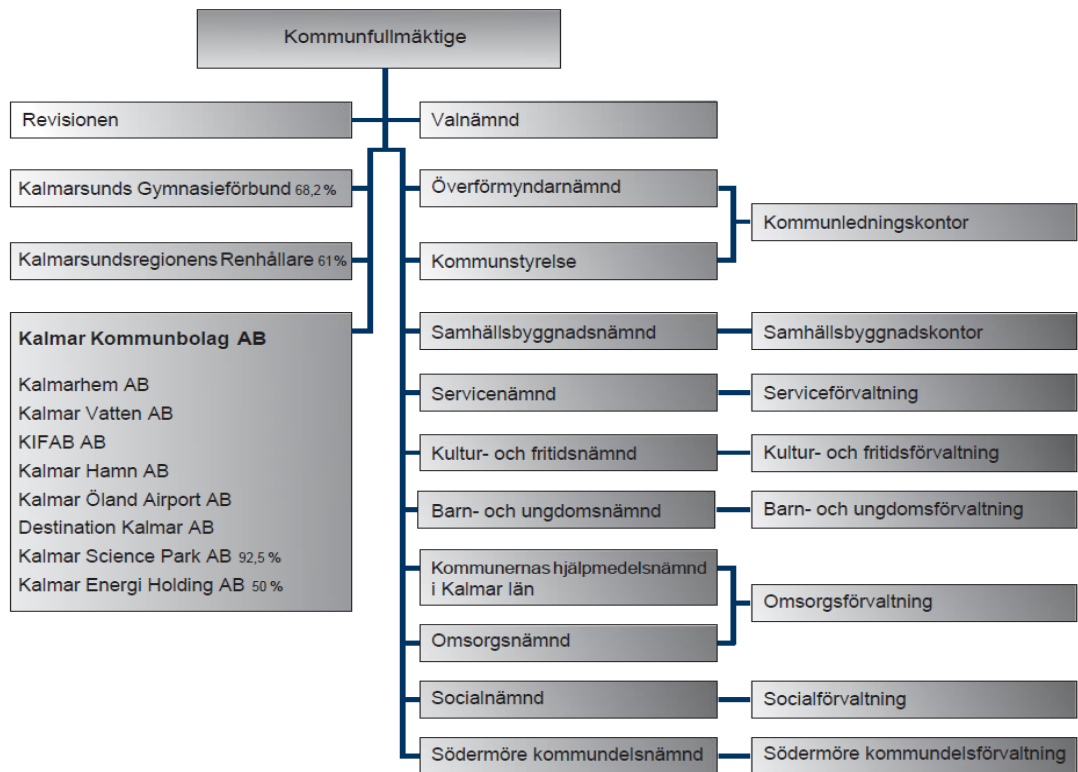 Kommunfullmäktige
Revisionen
Valnämnd
Kalmarsunds Gymnasieförbund 68,2 %
Överförmyndarnämnd
Kommunledningskontor
Kalmarsundsregionens Renhållare 61%
Kommunstyrelse
Kalmar Kommunbolag AB
Kalmarhem AB
Kalmar Vatten AB
KIFAB AB
Kalmar Hamn AB
Kalmar Öland Airport AB
Destination Kalmar AB
Kalmar Science Park AB 92,5 %
Kalmar Energi Holding AB 50 %
Samhällsbyggnadsnämnd
Samhällsbyggnadskontor
Servicenämnd
Serviceförvaltning
Kultur- och fritidsnämnd
Kultur- och fritidsförvaltning
Barn- och ungdomsnämnd
Barn- och ungdomsförvaltning
Kommunernas hjälpmedelsnämnd
i Kalmar län
Omsorgsförvaltning
Omsorgsnämnd
Socialnämnd
Socialförvaltning
Södermöre kommundelsnämnd
Södermöre kommundelsförvaltning